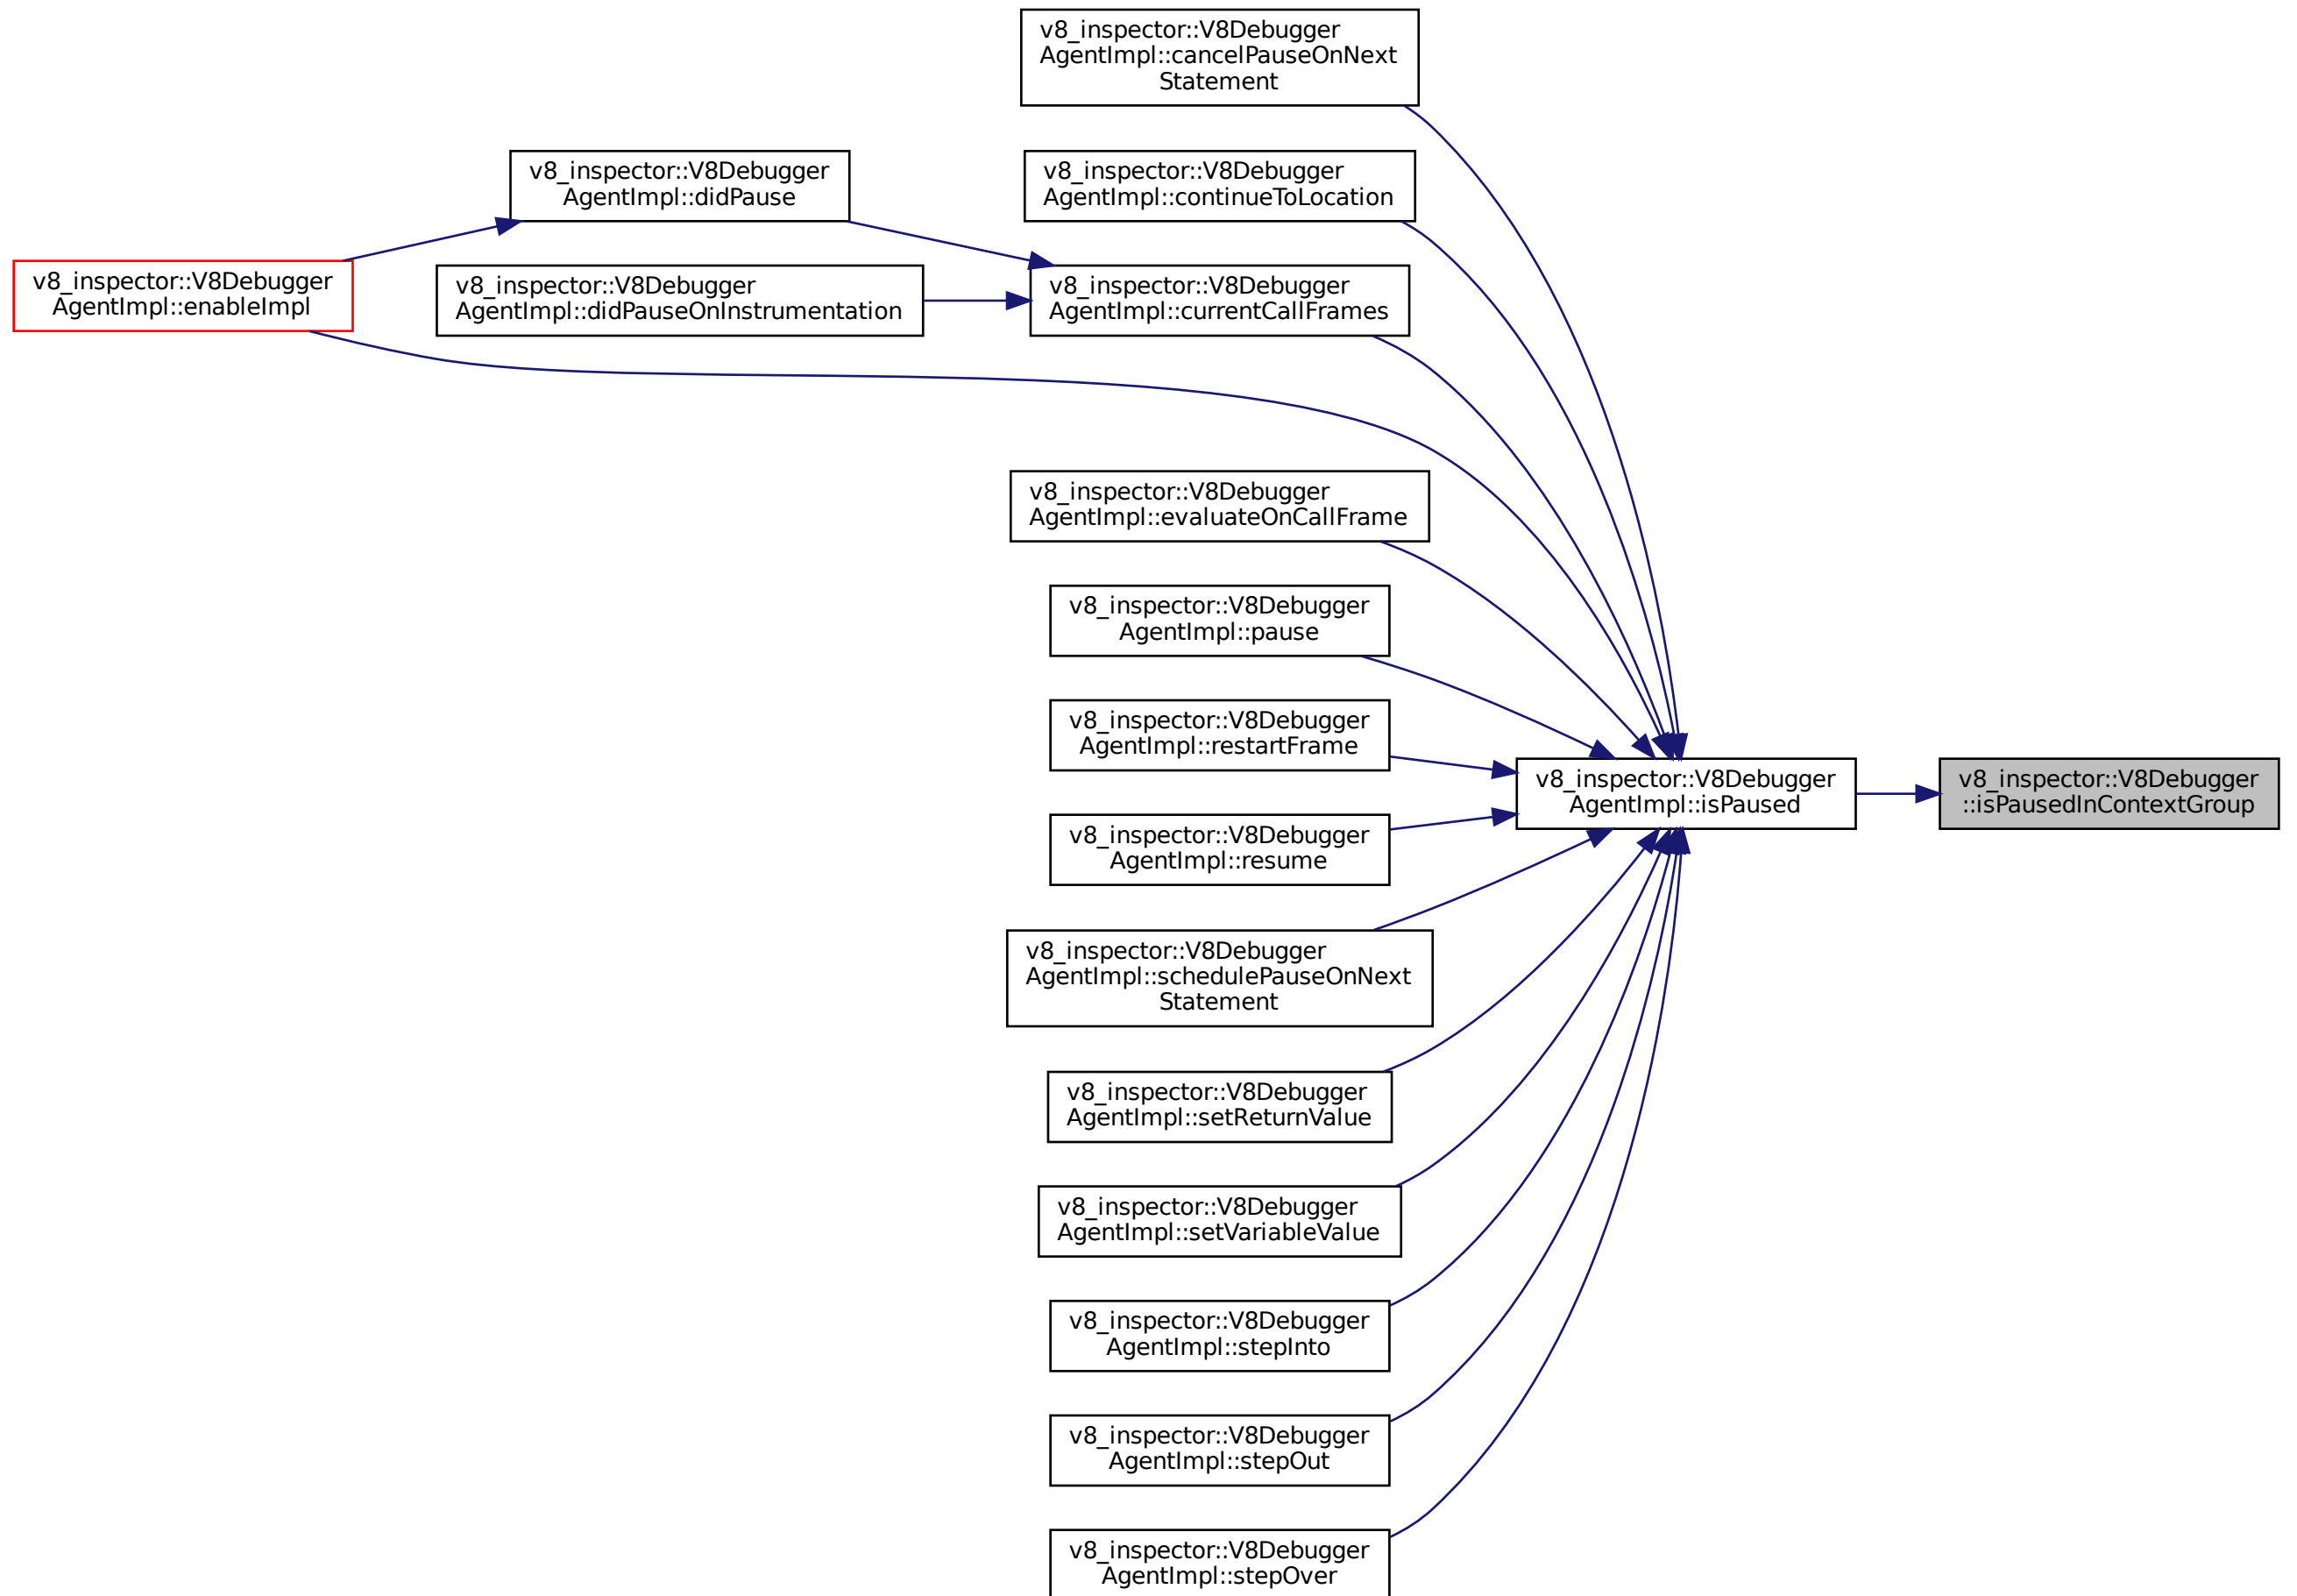 v8_inspector::V8Debugger
AgentImpl::cancelPauseOnNext
Statement
v8_inspector::V8Debugger
AgentImpl::didPause
v8_inspector::V8Debugger
AgentImpl::continueToLocation
v8_inspector::V8Debugger
AgentImpl::enableImpl
v8_inspector::V8Debugger
AgentImpl::didPauseOnInstrumentation
v8_inspector::V8Debugger
AgentImpl::currentCallFrames
v8_inspector::V8Debugger
AgentImpl::evaluateOnCallFrame
v8_inspector::V8Debugger
AgentImpl::pause
v8_inspector::V8Debugger
AgentImpl::restartFrame
v8_inspector::V8Debugger
AgentImpl::isPaused
v8_inspector::V8Debugger
::isPausedInContextGroup
v8_inspector::V8Debugger
AgentImpl::resume
v8_inspector::V8Debugger
AgentImpl::schedulePauseOnNext
Statement
v8_inspector::V8Debugger
AgentImpl::setReturnValue
v8_inspector::V8Debugger
AgentImpl::setVariableValue
v8_inspector::V8Debugger
AgentImpl::stepInto
v8_inspector::V8Debugger
AgentImpl::stepOut
v8_inspector::V8Debugger
AgentImpl::stepOver